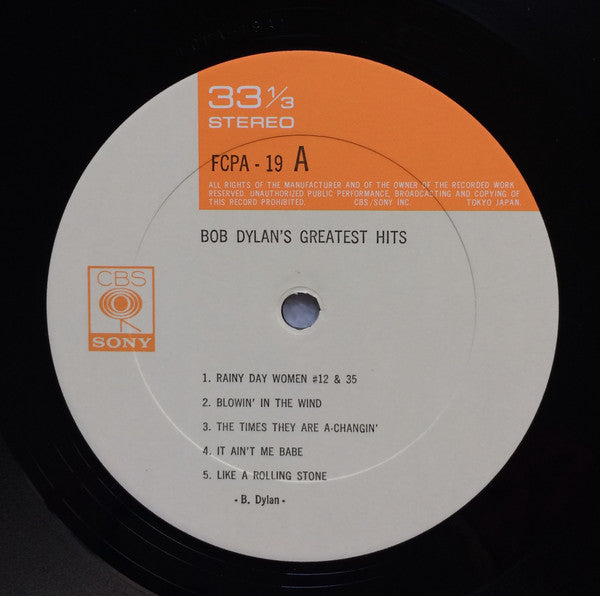 33 1/3
STEREO
FCPA - 19 A
ALL RIGHTS OF THE MANUFACTURER AND OF THE OWNER OF THE RECORDED WORK
RESERVED. UNAUTHORIZED PUBLIC PERFORMANCE, BROADCASTING AND COPYING OF
THIS RECORD PROHIBITED. CBS/SONY INC. TOKYO JAPAN.
BOB DYLAN'S GREATEST HITS
CBS
SONY
1. RAINY DAY WOMEN #12 & 35
2. BLOWIN' IN THE WIND
3. THE TIMES THEY ARE A-CHANGIN'
4. IT AIN'T ME BABE
5. LIKE A ROLLING STONE
- B. Dylan -